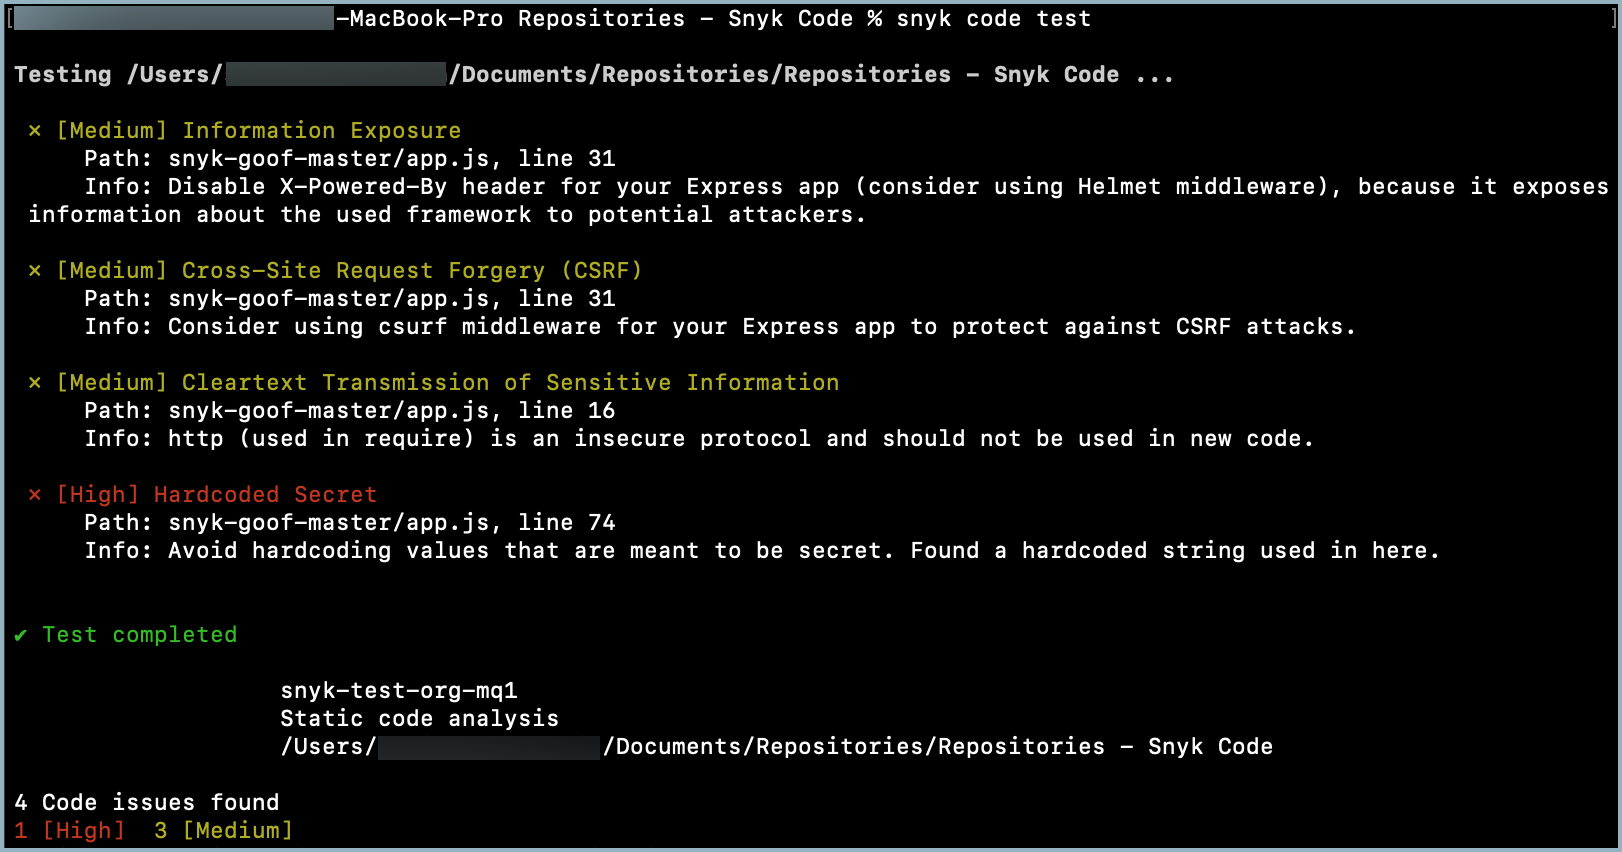 [-MacBook-Pro Repositories - Snyk Code % snyk code test ]
Testing /Users//Documents/Repositories/Repositories - Snyk Code ...
× [Medium] Information Exposure
Path: snyk-goof-master/app.js, line 31
Info: Disable X-Powered-By header for your Express app (consider using Helmet middleware), because it exposes
information about the used framework to potential attackers.
× [Medium] Cross-Site Request Forgery (CSRF)
Path: snyk-goof-master/app.js, line 31
Info: Consider using csurf middleware for your Express app to protect against CSRF attacks.
× [Medium] Cleartext Transmission of Sensitive Information
Path: snyk-goof-master/app.js, line 16
Info: http (used in require) is an insecure protocol and should not be used in new code.
× [High] Hardcoded Secret
Path: snyk-goof-master/app.js, line 74
Info: Avoid hardcoding values that are meant to be secret. Found a hardcoded string used in here.
✔ Test completed
snyk-test-org-mq1
Static code analysis
/Users//Documents/Repositories/Repositories - Snyk Code
4 Code issues found
1 [High] 3 [Medium]